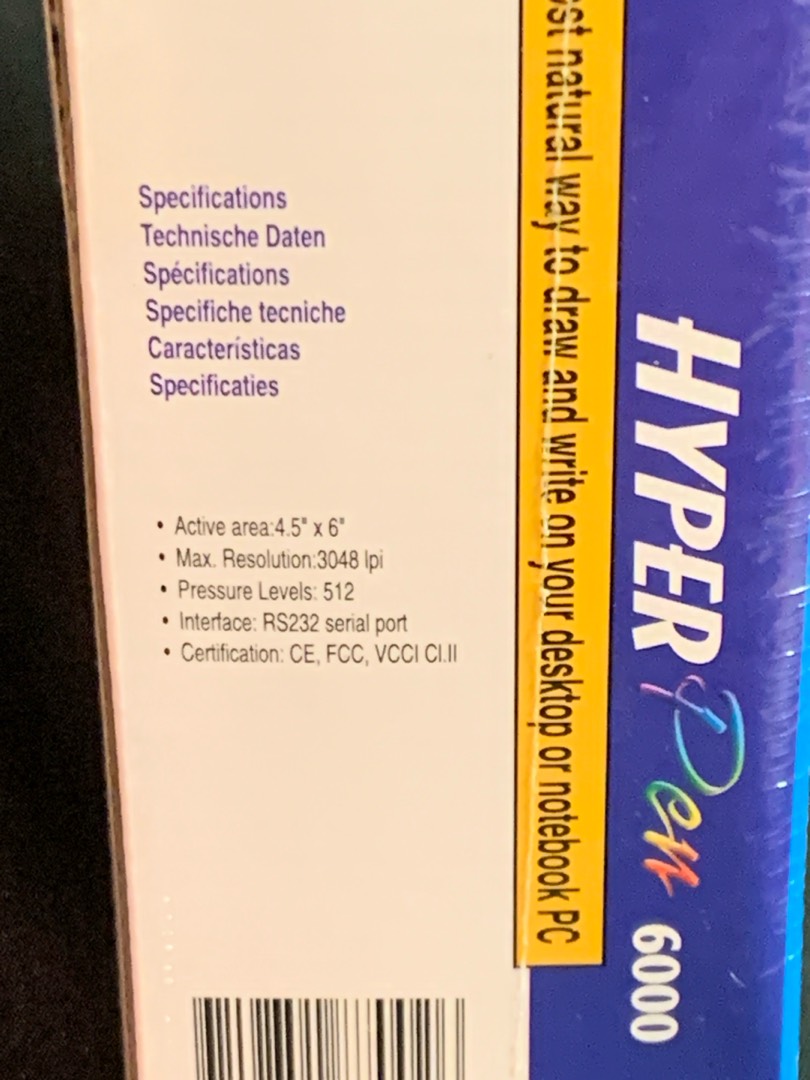 Specifications
Technische Daten
Spécifications
Specifiche tecniche
Características
Specificaties
• Active area:4.5" x 6"
• Max. Resolution:3048 lpi
• Pressure Levels: 512
• Interface: RS232 serial port
• Certification: CE, FCC, VCCI CI.II
natural way to draw and write on your desktop or notebook PC
HYPER Pen 6000